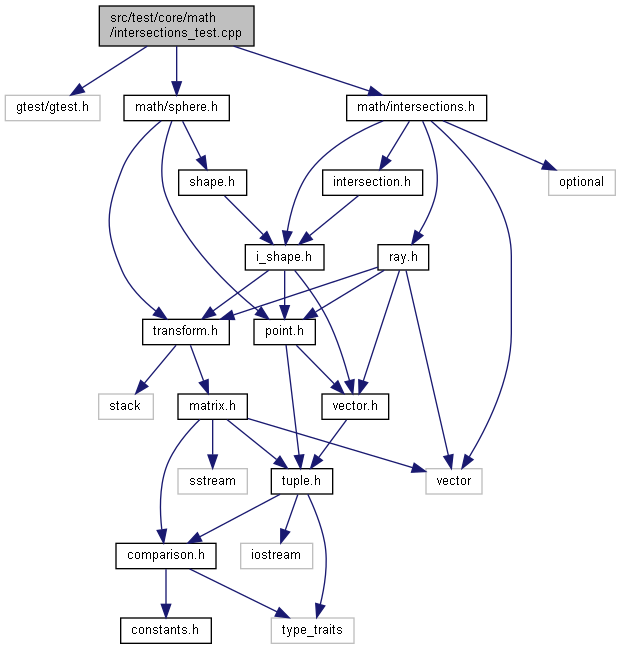 src/test/core/math
/intersections_test.cpp
gtest/gtest.h
math/sphere.h
math/intersections.h
shape.h
intersection.h
optional
i_shape.h
ray.h
transform.h
point.h
stack
matrix.h
vector.h
sstream
tuple.h
vector
comparison.h
iostream
constants.h
type_traits